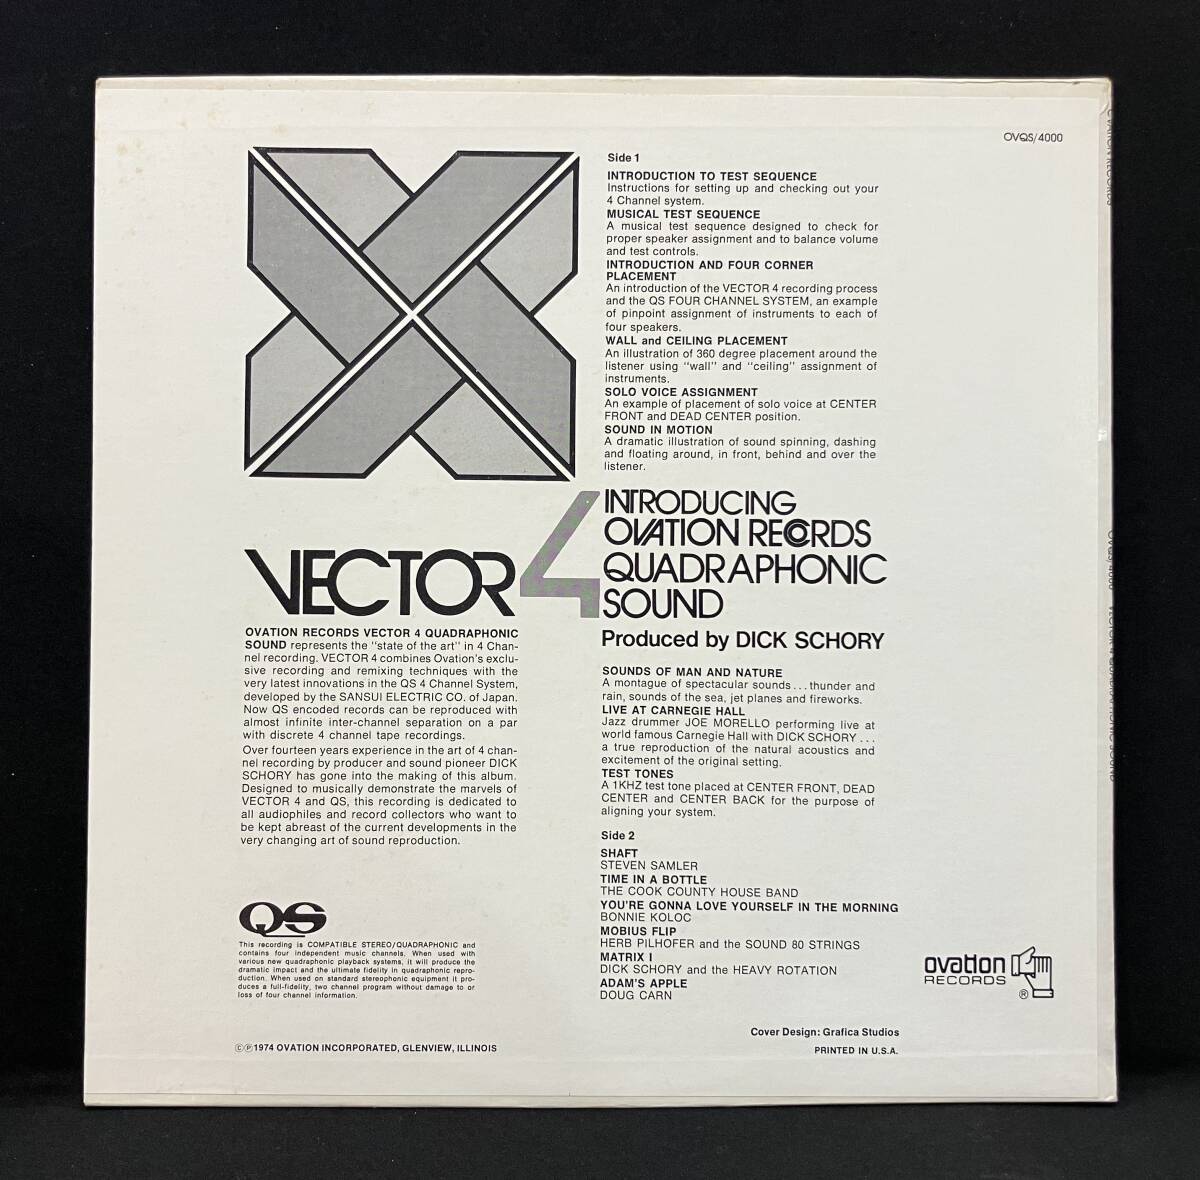 OVQS/4000
Side 1
INTRODUCTION TO TEST SEQUENCE
Instructions for setting up and checking out your
4 Channel system.
MUSICAL TEST SEQUENCE
A musical test sequence designed to check for
proper speaker assignment and to balance volume
and test controls.
INTRODUCTION AND FOUR CORNER
PLACEMENT
An introduction of the VECTOR 4 recording process
and the QS FOUR CHANNEL SYSTEM, an example
of pinpoint assignment of instruments to each of
four speakers.
WALL and CEILING PLACEMENT
An illustration of 360 degree placement around the
listener using "wall" and "ceiling" assignment of
instruments.
SOLO VOICE ASSIGNMENT
An example of placement of solo voice at CENTER
FRONT and DEAD CENTER position.
SOUND IN MOTION
A dramatic illustration of sound spinning, dashing
and floating around, in front, behind and over the
listener.
VECTOR 4
INTRODUCING
OVATION RECORDS
QUADRAPHONIC
SOUND
Produced by DICK SCHORY
OVATION RECORDS VECTOR 4 QUADRAPHONIC
SOUND represents the "state of the art" in 4 Chan-
nel recording. VECTOR 4 combines Ovation's exclu-
sive recording and remixing techniques with the
very latest innovations in the QS 4 Channel System,
developed by the SANSUI ELECTRIC CO. of Japan.
Now QS encoded records can be reproduced with
almost infinite inter-channel separation on a par
with discrete 4 channel tape recordings.
Over fourteen years experience in the art of 4 chan-
nel recording by producer and sound pioneer DICK
SCHORY has gone into the making of this album.
Designed to musically demonstrate the marvels of
VECTOR 4 and QS, this recording is dedicated to
all audiophiles and record collectors who want to
be kept abreast of the current developments in the
very changing art of sound reproduction.
SOUNDS OF MAN AND NATURE
A montague of spectacular sounds...thunder and
rain, sounds of the sea, jet planes and fireworks.
LIVE AT CARNEGIE HALL
Jazz drummer JOE MORELLO performing live at
world famous Carnegie Hall with DICK SCHORY...
a true reproduction of the natural acoustics and
excitement of the original setting.
TEST TONES
A 1KHZ test tone placed at CENTER FRONT, DEAD
CENTER and CENTER BACK for the purpose of
aligning your system.
Side 2
SHAFT
STEVEN SAMLER
TIME IN A BOTTLE
THE COOK COUNTY HOUSE BAND
YOU'RE GONNA LOVE YOURSELF IN THE MORNING
BONNIE KOLOC
MOBIUS FLIP
HERB PILHOFER and the SOUND 80 STRINGS
MATRIX I
DICK SCHORY and the HEAVY ROTATION
ADAM'S APPLE
DOUG CARN
QS
This recording is COMPATIBLE STEREO/QUADRAPHONIC and
contains four independent music channels. When used with
various new quadraphonic playback systems, it will produce the
dramatic impact and the ultimate fidelity in quadraphonic repro-
duction. When used on standard stereophonic equipment it pro-
duces a full-fidelity, two channel program without damage to or
loss of four channel information.
ovation
RECORDS
®
Cover Design: Grafica Studios
©℗1974 OVATION INCORPORATED, GLENVIEW, ILLINOIS
PRINTED IN U.S.A.